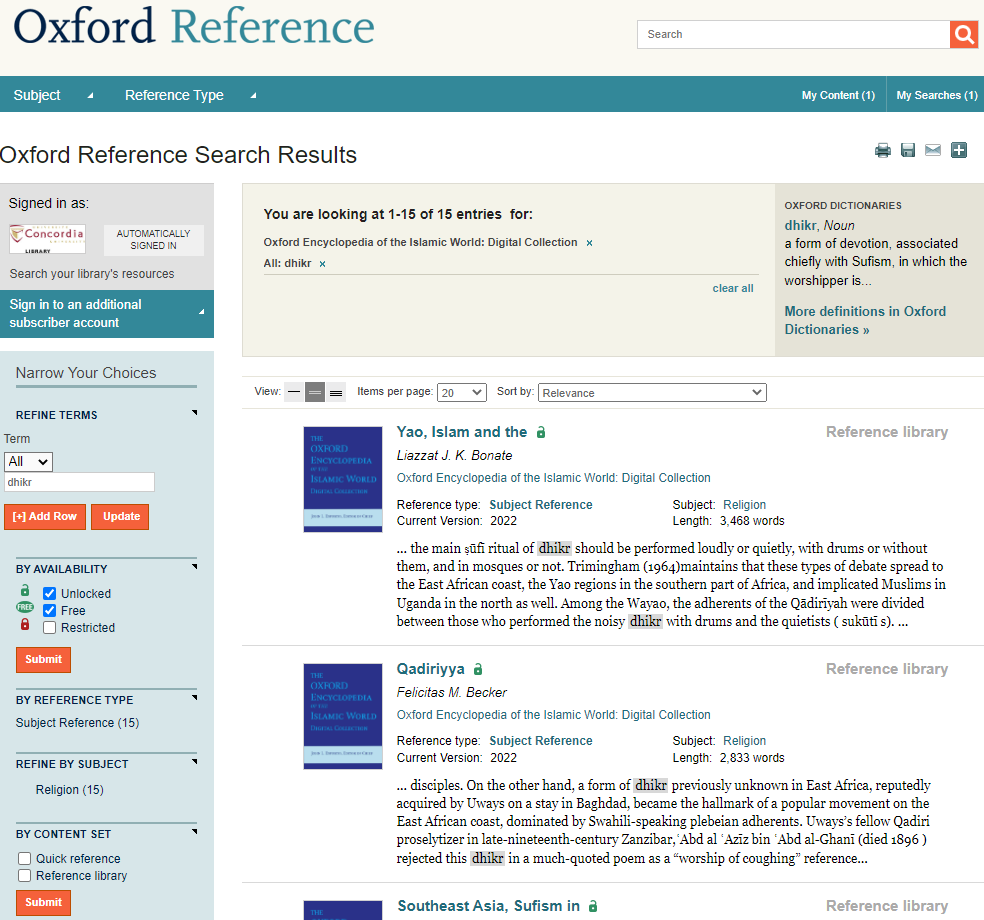 Oxford Reference
Search
Subject
Reference Type
My Content (1)
My Searches (1)
Oxford Reference Search Results
Signed in as:
Concordia
LIBRARY
AUTOMATICALLY
SIGNED IN
Search your library's resources
Sign in to an additional
subscriber account
Narrow Your Choices
REFINE TERMS
Term
All
dhikr
[+] Add Row
Update
BY AVAILABILITY
Unlocked
FREE
Free
Restricted
Submit
BY REFERENCE TYPE
Subject Reference (15)
REFINE BY SUBJECT
Religion (15)
BY CONTENT SET
Quick reference
Reference library
Submit
You are looking at 1-15 of 15 entries for:
Oxford Encyclopedia of the Islamic World: Digital Collection ×
All: dhikr ×
clear all
OXFORD DICTIONARIES
dhikr, Noun
a form of devotion, associated
chiefly with Sufism, in which the
worshipper is...
More definitions in Oxford
Dictionaries »
View:
Items per page: 20
Sort by: Relevance
THE
OXFORD
ENCYCLOPEDIA
OF THE
ISLAMIC WORLD
DIGITAL COLLECTION
Yao, Islam and the
Reference library
Liazzat J. K. Bonate
Oxford Encyclopedia of the Islamic World: Digital Collection
Reference type: Subject Reference
Subject: Religion
Current Version: 2022
Length: 3,468 words
... the main ṣūfī ritual of dhikr should be performed loudly or quietly, with drums or without
them, and in mosques or not. Trimingham (1964)maintains that these types of debate spread to
the East African coast, the Yao regions in the southern part of Africa, and implicated Muslims in
Uganda in the north as well. Among the Wayao, the adherents of the Qādirīyah were divided
between those who performed the noisy dhikr with drums and the quietists ( sukūtī s). ...
THE
OXFORD
ENCYCLOPEDIA
OF THE
ISLAMIC WORLD
DIGITAL COLLECTION
Qadiriyya
Reference library
Felicitas M. Becker
Oxford Encyclopedia of the Islamic World: Digital Collection
Reference type: Subject Reference
Subject: Religion
Current Version: 2022
Length: 2,833 words
... disciples. On the other hand, a form of dhikr previously unknown in East Africa, reputedly
acquired by Uways on a stay in Baghdad, became the hallmark of a popular movement on the
East African coast, dominated by Swahili-speaking plebeian adherents. Uways's fellow Qadiri
proselytizer in late-nineteenth-century Zanzibar,ʿAbd al ʿAzīz bin ʿAbd al-Ghanī (died 1896 )
rejected this dhikr in a much-quoted poem as a “worship of coughing” reference...
THE
OXFORD
Southeast Asia, Sufism in
Reference library